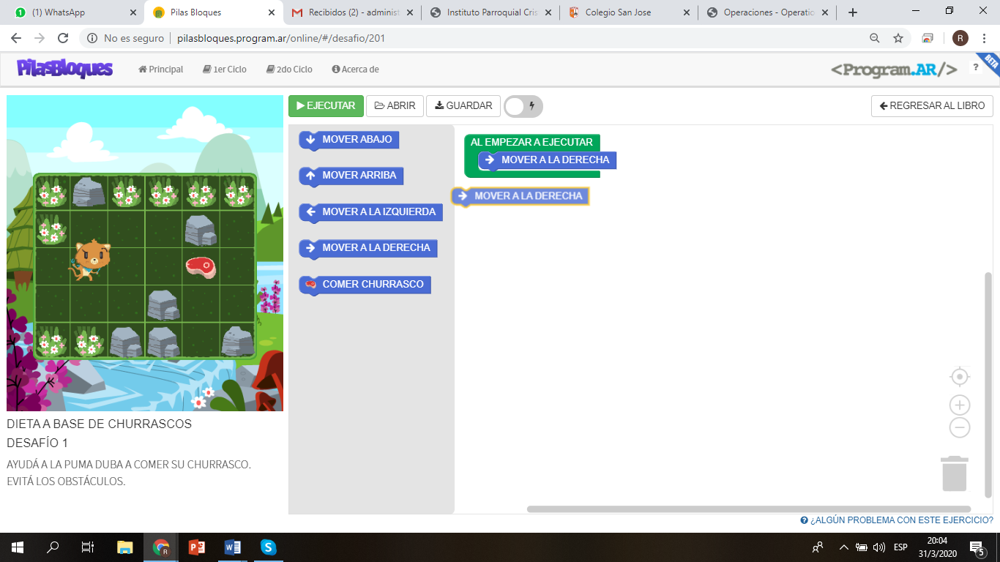 (1) WhatsApp
Pilas Bloques
Recibidos (2) - administ
Instituto Parroquial Cris
Colegio San Jose
Operaciones - Operatio
No es seguro
pilasbloques.program.ar/online/#/desafio/201
R
PilasBloques
Principal
1er Ciclo
2do Ciclo
Acerca de
<Program.AR/>
?
BETA
EJECUTAR
ABRIR
GUARDAR
REGRESAR AL LIBRO
MOVER ABAJO
MOVER ARRIBA
MOVER A LA IZQUIERDA
MOVER A LA DERECHA
COMER CHURRASCO
AL EMPEZAR A EJECUTAR
MOVER A LA DERECHA
MOVER A LA DERECHA
DIETA A BASE DE CHURRASCOS
DESAFÍO 1
AYUDÁ A LA PUMA DUBA A COMER SU CHURRASCO.
EVITÁ LOS OBSTÁCULOS.
¿ALGÚN PROBLEMA CON ESTE EJERCICIO?
ESP
20:04
31/3/2020
5